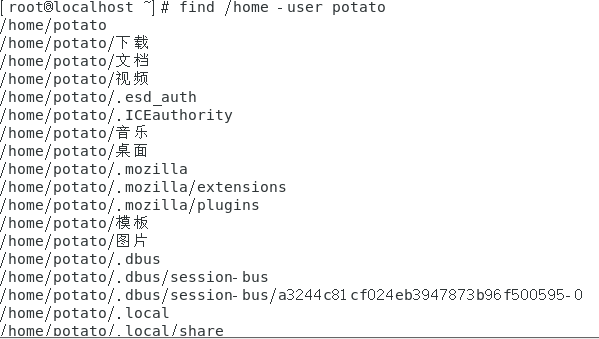 [root@localhost ~]# find /home -user potato
/home/potato
/home/potato/下载
/home/potato/文档
/home/potato/视频
/home/potato/.esd_auth
/home/potato/.ICEauthority
/home/potato/音乐
/home/potato/桌面
/home/potato/.mozilla
/home/potato/.mozilla/extensions
/home/potato/.mozilla/plugins
/home/potato/模板
/home/potato/图片
/home/potato/.dbus
/home/potato/.dbus/session-bus
/home/potato/.dbus/session-bus/a3244c81cf024eb3947873b96f500595-0
/home/potato/.local
/home/potato/.local/share